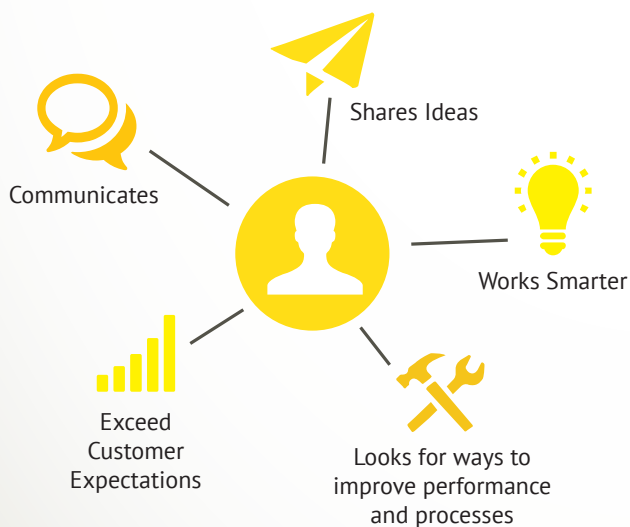 Shares Ideas
Communicates
Works Smarter
Exceed
Customer
Expectations
Looks for ways to
improve performance
and processes